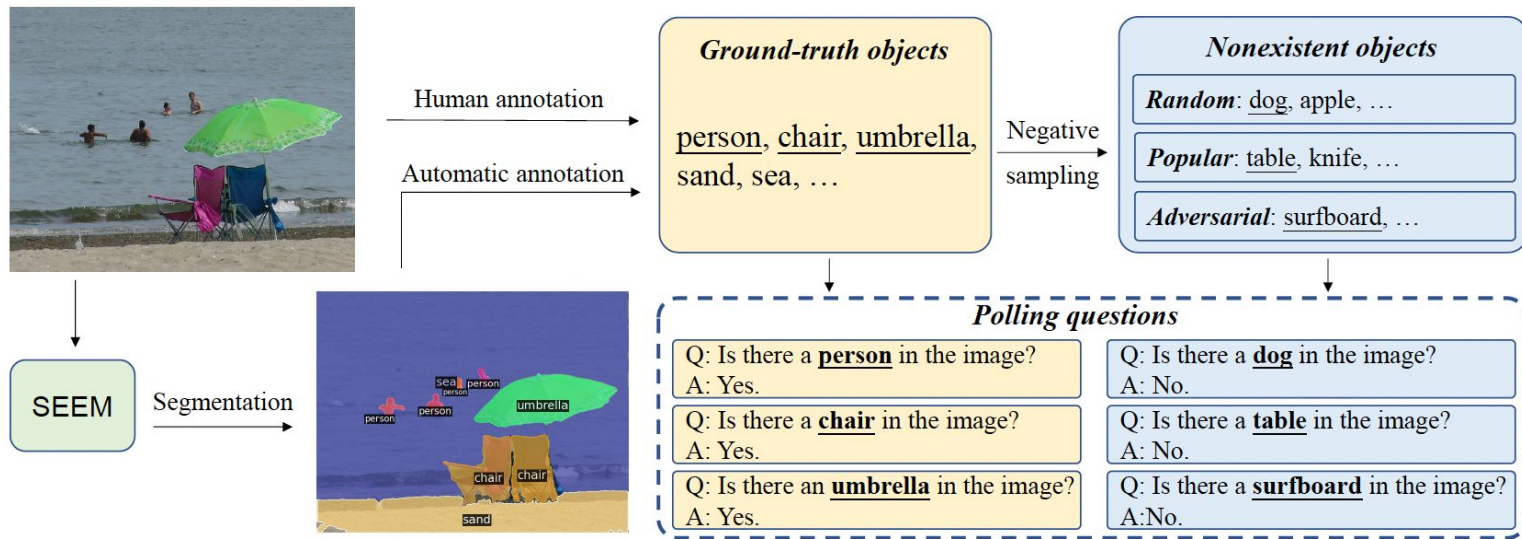 Human annotation
Automatic annotation
Ground-truth objects
person, chair, umbrella,
sand, sea, …
Negative
sampling
Nonexistent objects
Random: dog, apple, …
Popular: table, knife, …
Adversarial: surfboard, …
SEEM
Segmentation
sea
person
person
person
person
umbrella
chair
chair
sand
Polling questions
Q: Is there a person in the image?
A: Yes.
Q: Is there a chair in the image?
A: Yes.
Q: Is there an umbrella in the image?
A: Yes.
Q: Is there a dog in the image?
A: No.
Q: Is there a table in the image?
A: No.
Q: Is there a surfboard in the image?
A:No.